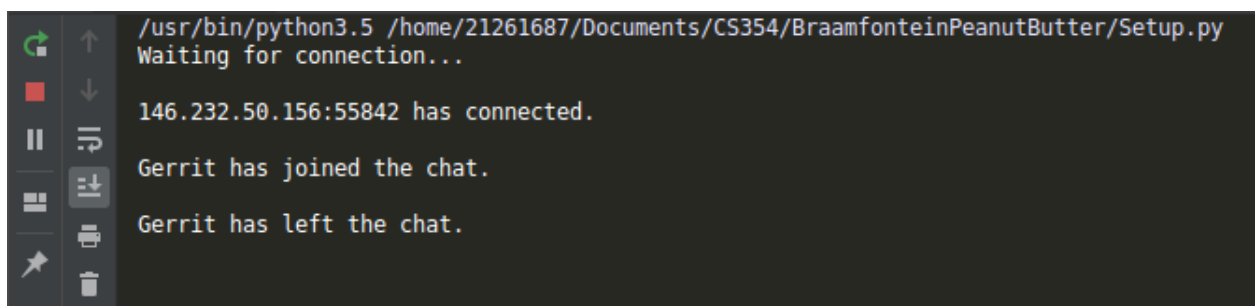 /usr/bin/python3.5 /home/21261687/Documents/CS354/BraamfonteinPeanutButter/Setup.py
Waiting for connection...
146.232.50.156:55842 has connected.
Gerrit has joined the chat.
Gerrit has left the chat.